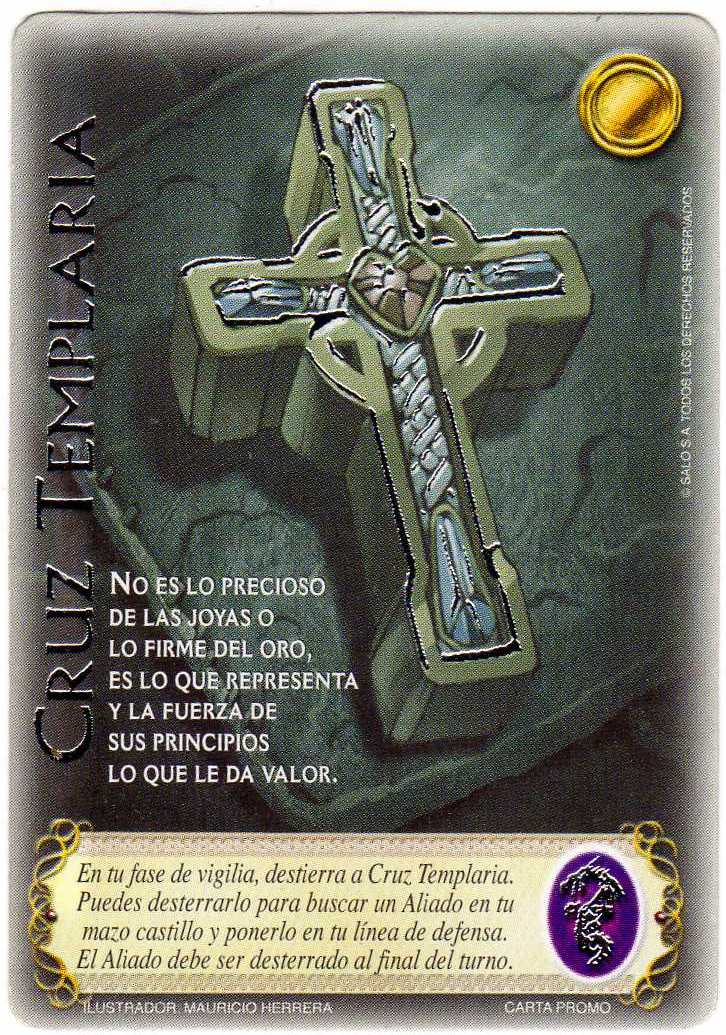 CRUZ TEMPLARIA
© SALO S.A. TODOS LOS DERECHOS RESERVADOS
NO ES LO PRECIOSO
DE LAS JOYAS O
LO FIRME DEL ORO,
ES LO QUE REPRESENTA
Y LA FUERZA DE
SUS PRINCIPIOS
LO QUE LE DA VALOR.
En tu fase de vigilia, destierra a Cruz Templaria.
Puedes desterrarlo para buscar un Aliado en tu
mazo castillo y ponerlo en tu línea de defensa.
El Aliado debe ser desterrado al final del turno.
ILUSTRADOR MAURICIO HERRERA
CARTA PROMO